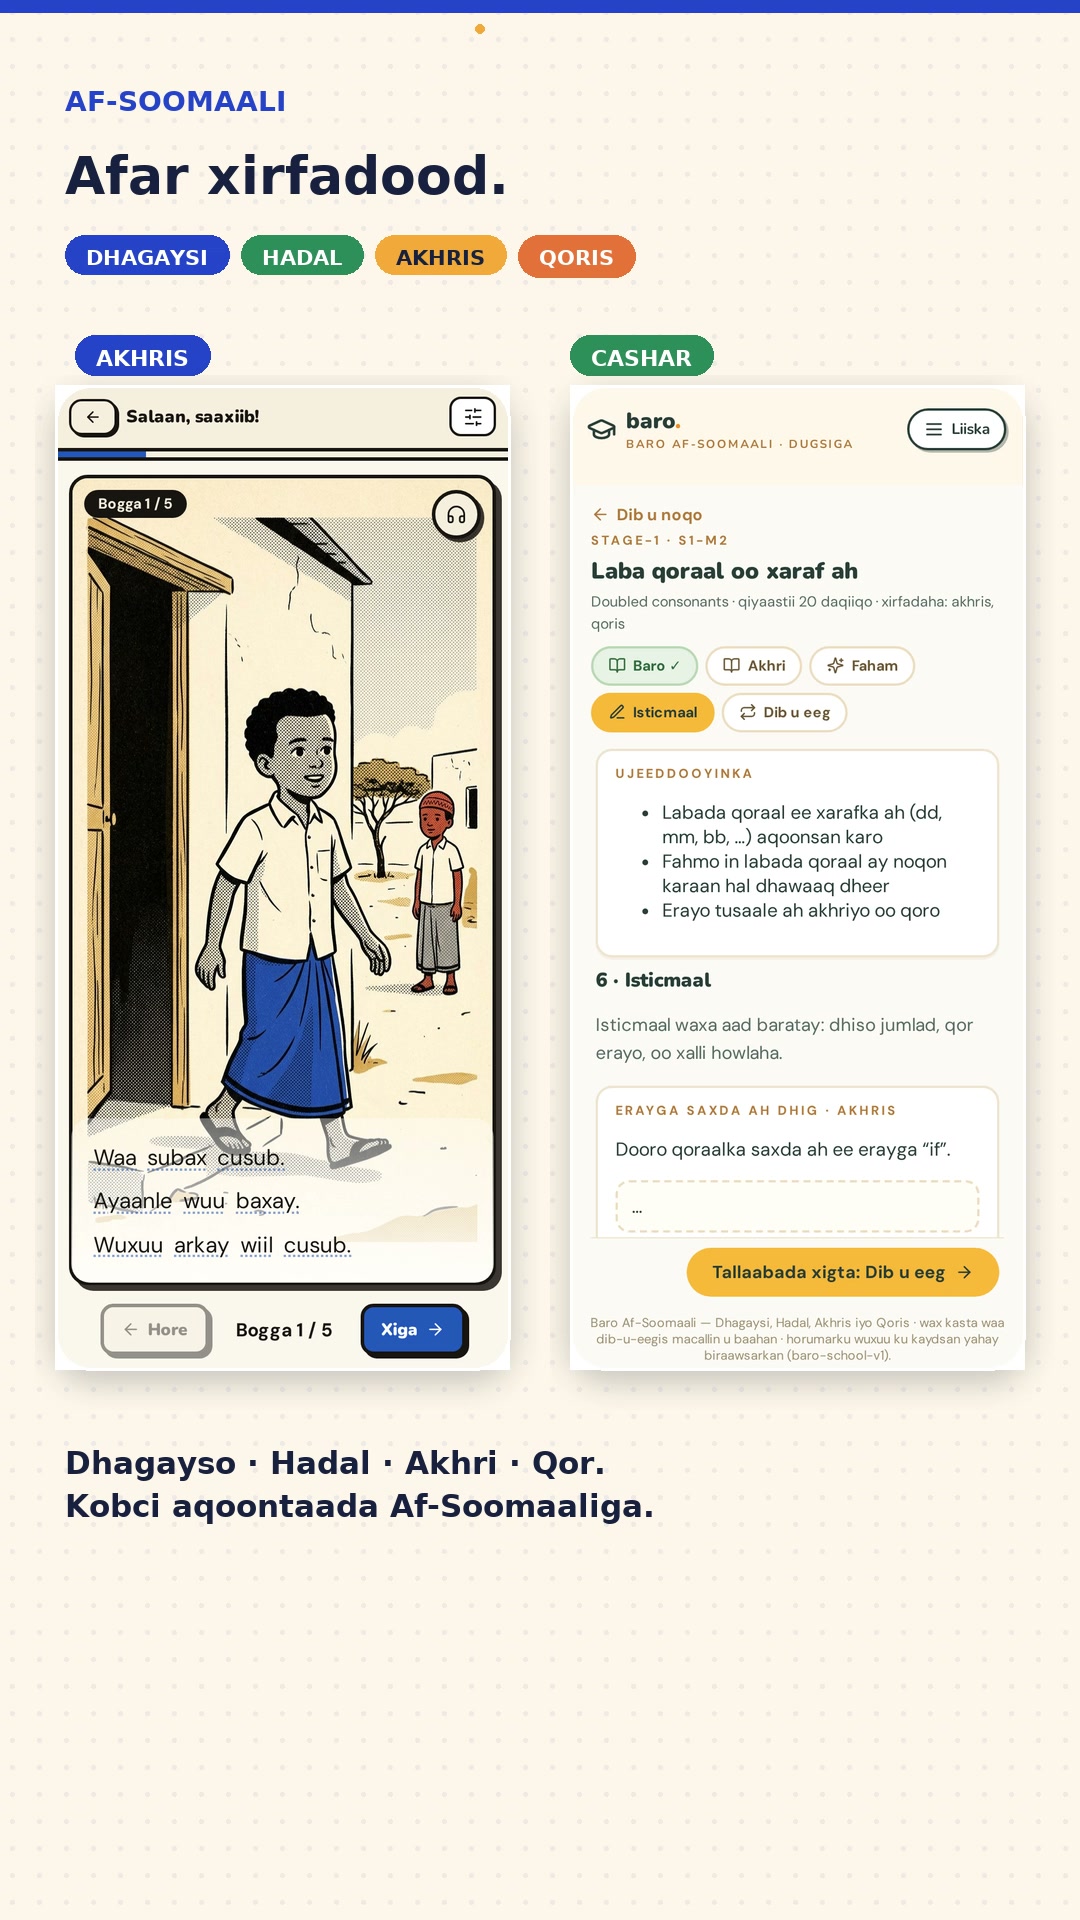 AF-SOOMAALI
Afar xirfadood.
DHAGAYSI
HADAL
AKHRIS
QORIS
AKHRIS
Salaan, saaxiib!
Bogga 1 / 5
Waa subax cusub.
Ayaanle wuu baxay.
Wuxuu arkay wiil cusub.
Hore
Bogga 1 / 5
Xiga
CASHAR
baro.
BARO AF-SOOMAALI · DUGSIGA
Liiska
Dib u noqo
STAGE-1 · S1-M2
Laba qoraal oo xaraf ah
Doubled consonants · qiyaastii 20 daqiiqo · xirfadaha: akhris,
qoris
Baro ✓
Akhri
Faham
Isticmaal
Dib u eeg
UJEEDDOOYINKA
• Labada qoraal ee xarafka ah (dd,
mm, bb, …) aqoonsan karo
• Fahmo in labada qoraal ay noqon
karaan hal dhawaaq dheer
• Erayo tusaale ah akhriyo oo qoro
6 · Isticmaal
Isticmaal waxa aad baratay: dhiso jumlad, qor
erayo, oo xalli howlaha.
ERAYGA SAXDA AH DHIG · AKHRIS
Dooro qoraalka saxda ah ee erayga “if”.
…
Tallaabada xigta: Dib u eeg
Baro Af-Soomaali — Dhagaysi, Hadal, Akhris iyo Qoris · wax kasta waa
dib-u-eegis macallin u baahan · horumarku wuxuu ku kaydsan yahay
biraawsarkan (baro-school-v1).
Dhagayso · Hadal · Akhri · Qor.
Kobci aqoontaada Af-Soomaaliga.